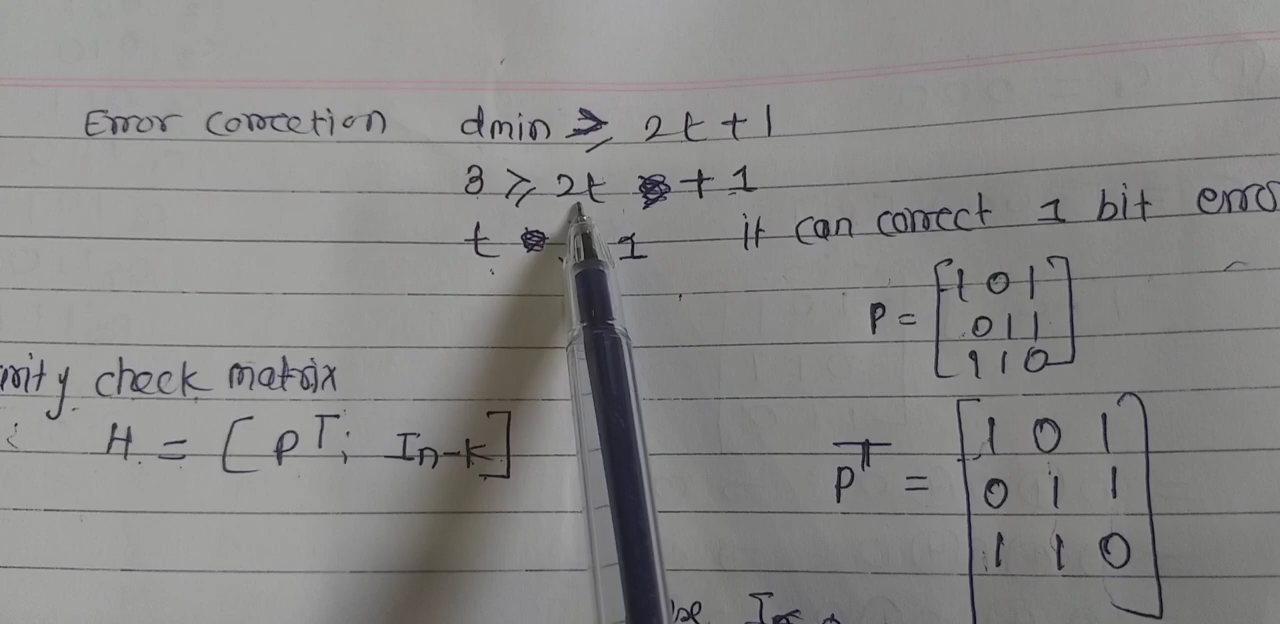 Error correction dmin ≥ 2t + 1
3 ≥ 2t + 1
t 1 it can correct 1 bit erro
P = [1 0 1
0 1 1
1 1 0]
rity check matrix
H = [P^T; I_n-k]
P^T = [1 0 1
0 1 1
1 1 0]